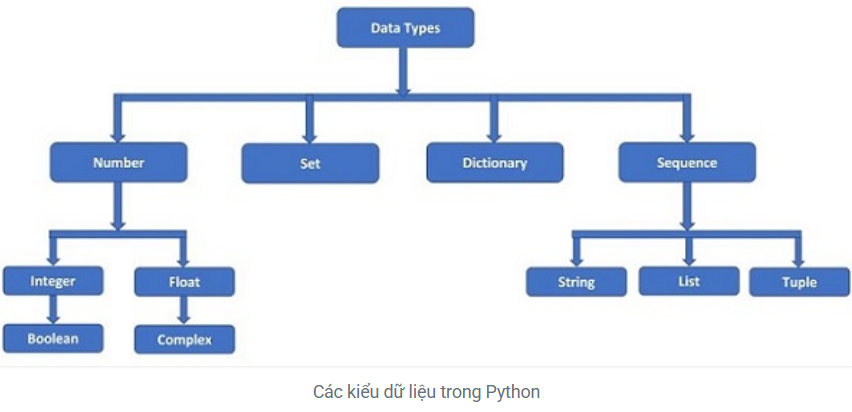 Data Types
Number
Set
Dictionary
Sequence
Integer
Float
String
List
Tuple
Boolean
Complex
Các kiểu dữ liệu trong Python